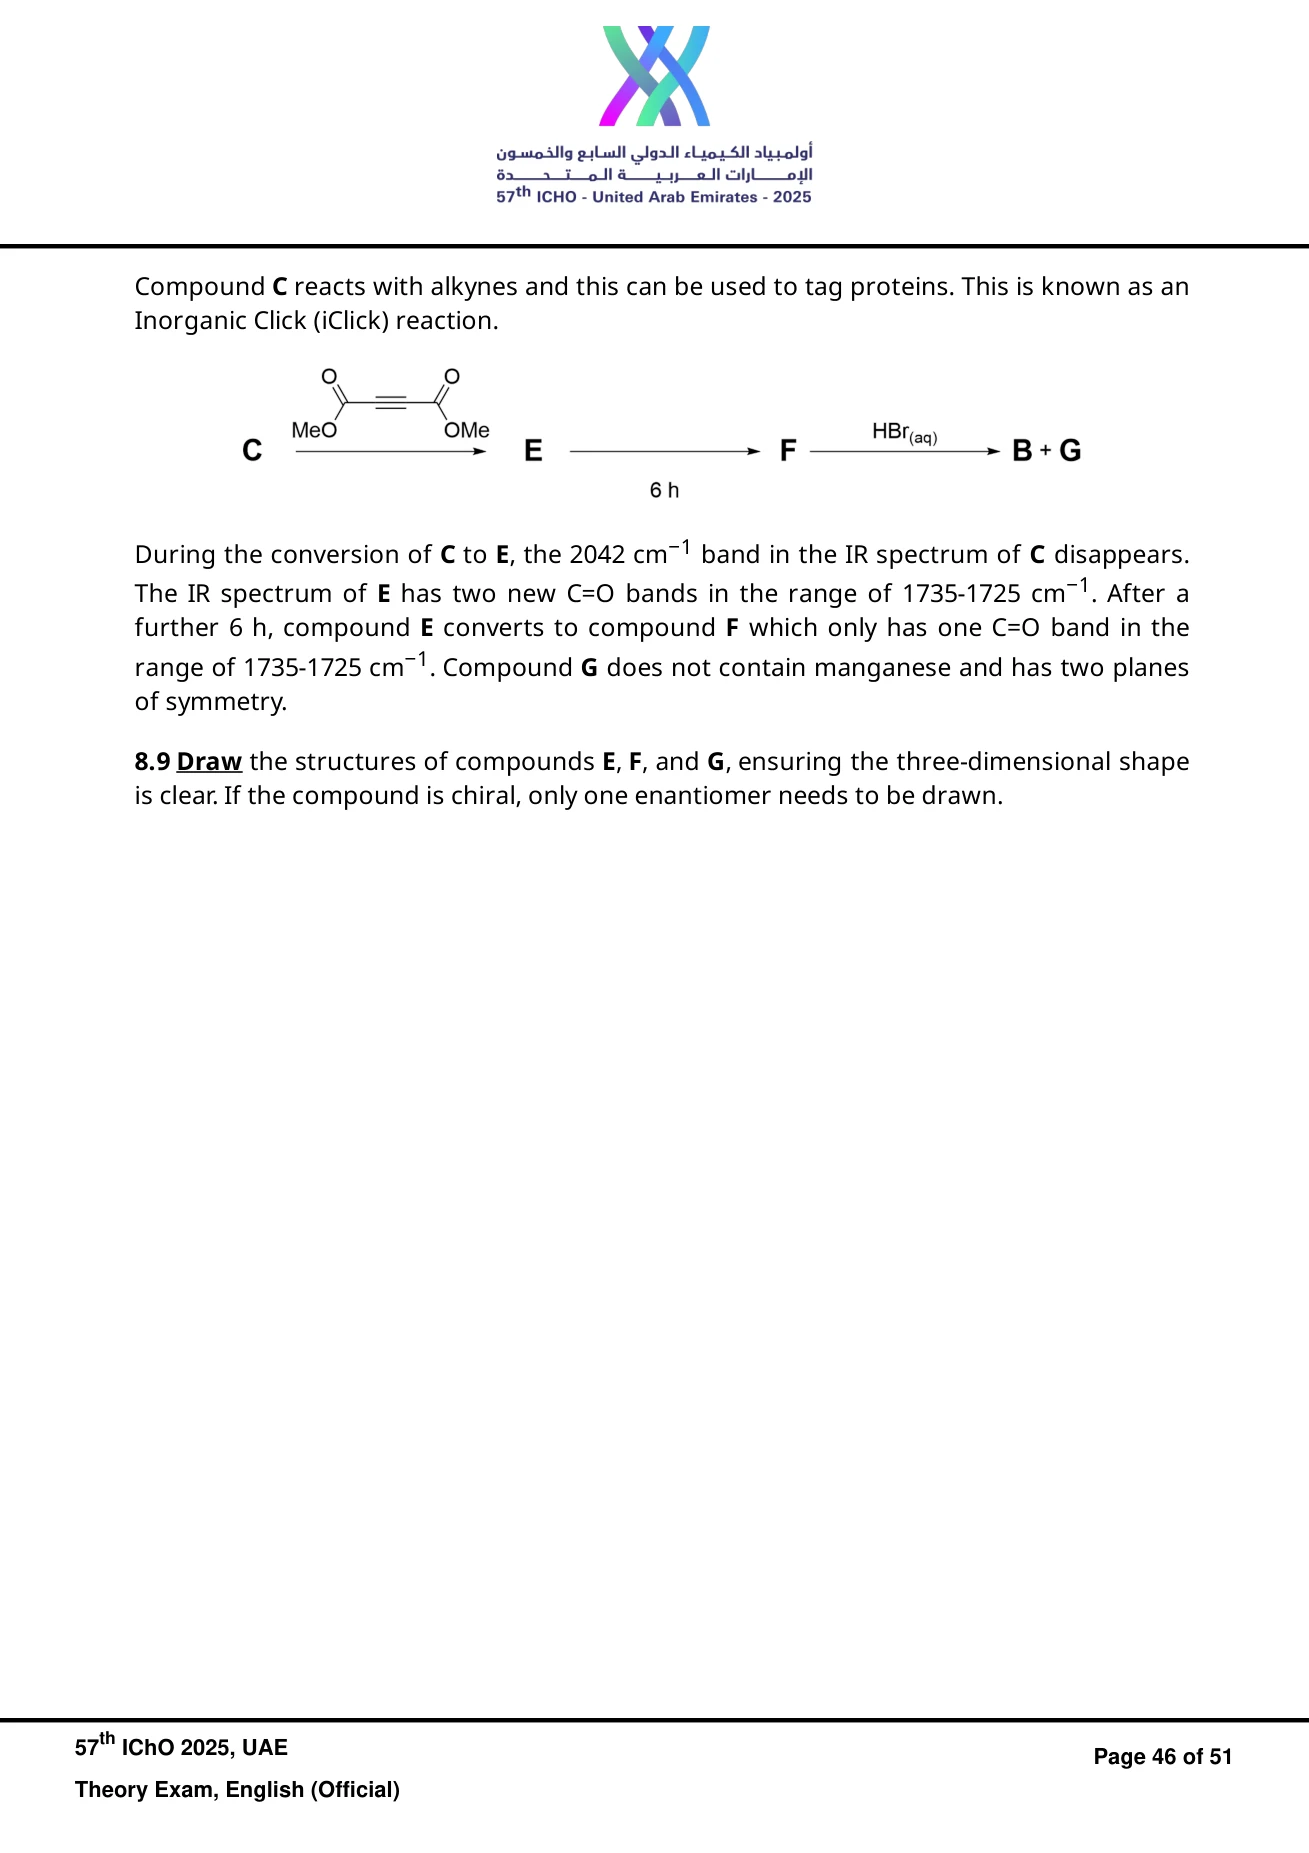 أولمبياد الكيمياء الدولي السابع والخمسون
الإمـــــارات العـــربـيــــة المـــتـــحــــدة
57th ICHO - United Arab Emirates - 2025
Compound C reacts with alkynes and this can be used to tag proteins. This is known as an
Inorganic Click (iClick) reaction.
O O
MeO OMe
C E F HBr(aq) B + G
6 h
During the conversion of C to E, the 2042 cm−1 band in the IR spectrum of C disappears.
The IR spectrum of E has two new C=O bands in the range of 1735-1725 cm−1. After a
further 6 h, compound E converts to compound F which only has one C=O band in the
range of 1735-1725 cm−1. Compound G does not contain manganese and has two planes
of symmetry.
8.9 Draw the structures of compounds E, F, and G, ensuring the three-dimensional shape
is clear. If the compound is chiral, only one enantiomer needs to be drawn.
57th IChO 2025, UAE
Page 46 of 51
Theory Exam, English (Official)